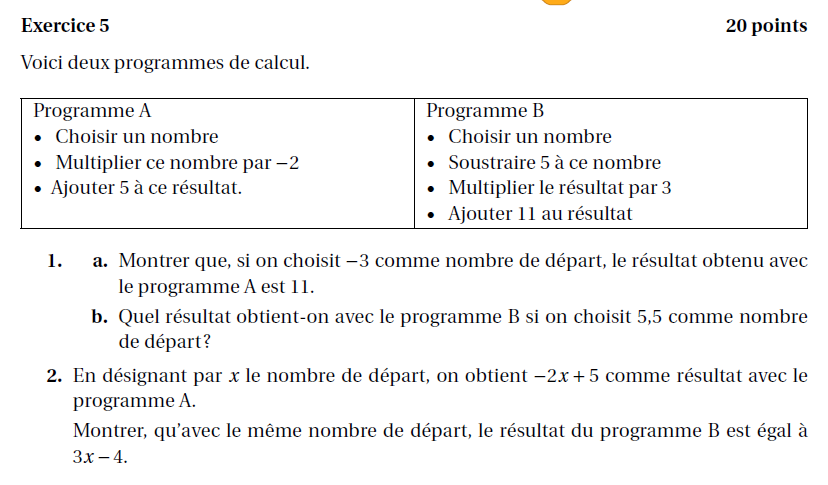 Exercice 5 20 points
Voici deux programmes de calcul.
Programme A
• Choisir un nombre
• Multiplier ce nombre par −2
• Ajouter 5 à ce résultat.
Programme B
• Choisir un nombre
• Soustraire 5 à ce nombre
• Multiplier le résultat par 3
• Ajouter 11 au résultat
1. a. Montrer que, si on choisit −3 comme nombre de départ, le résultat obtenu avec
le programme A est 11.
b. Quel résultat obtient-on avec le programme B si on choisit 5,5 comme nombre
de départ?
2. En désignant par x le nombre de départ, on obtient −2x + 5 comme résultat avec le
programme A.
Montrer, qu'avec le même nombre de départ, le résultat du programme B est égal à
3x − 4.